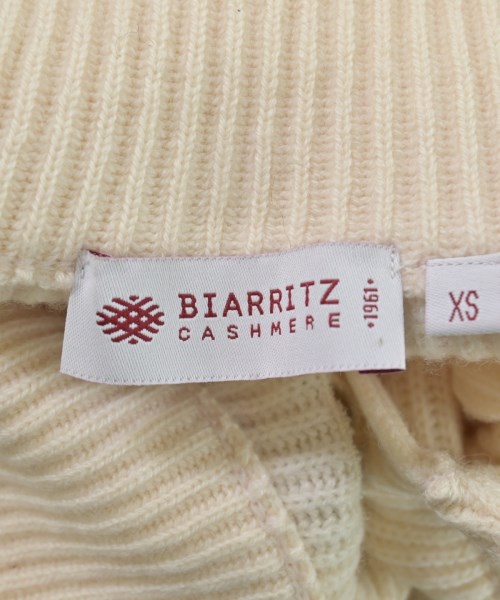 BIARRITZ
CASHMERE
•1961•
XS